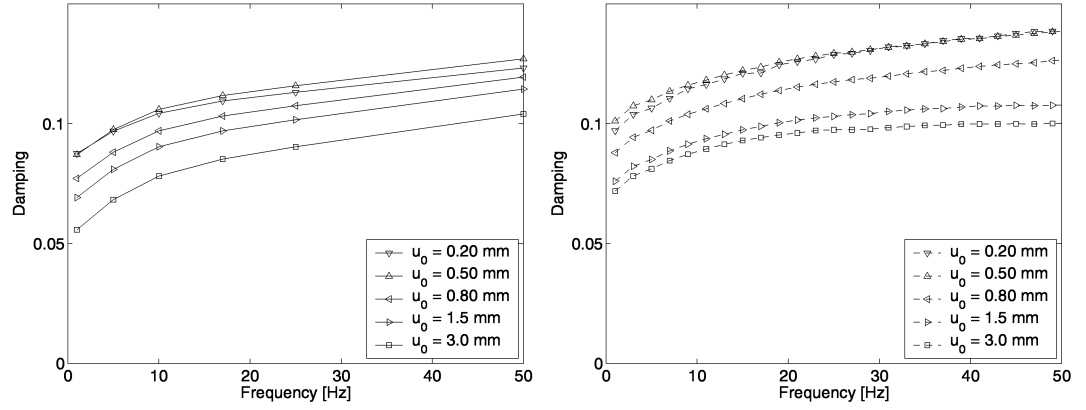 Damping
0.1
0.05
0
0
10
20
30
40
50
Frequency [Hz]
u0 = 0.20 mm
u0 = 0.50 mm
u0 = 0.80 mm
u0 = 1.5 mm
u0 = 3.0 mm
Damping
0.1
0.05
0
0
10
20
30
40
50
Frequency [Hz]
u0 = 0.20 mm
u0 = 0.50 mm
u0 = 0.80 mm
u0 = 1.5 mm
u0 = 3.0 mm